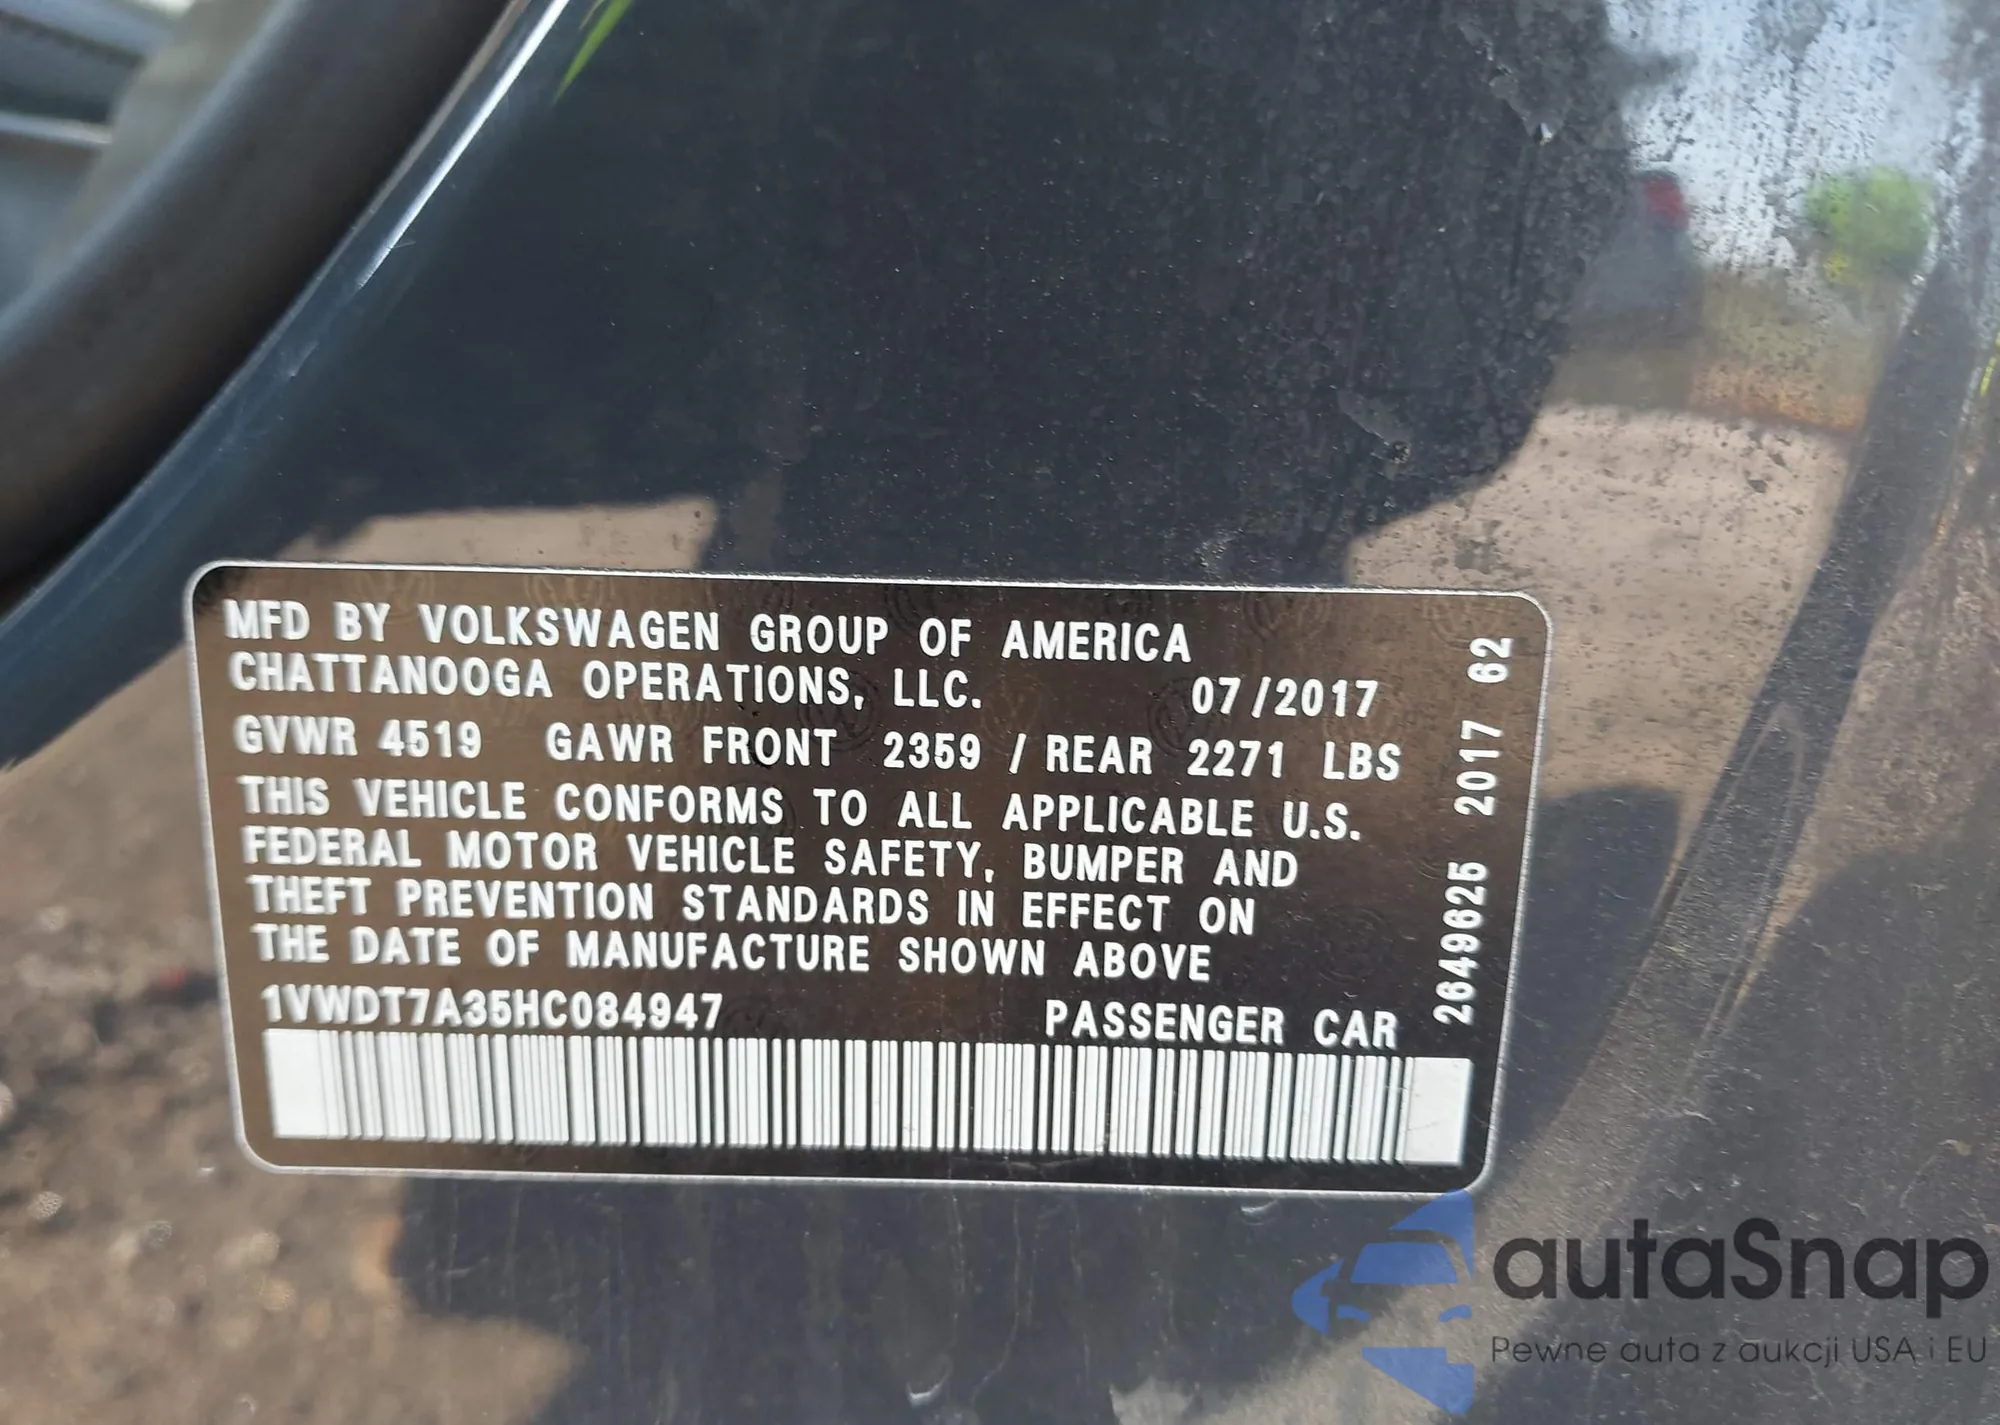 MFD BY VOLKSWAGEN GROUP OF AMERICA
CHATTANOOGA OPERATIONS, LLC. 07/2017
GVWR 4519 GAWR FRONT 2359 / REAR 2271 LBS
THIS VEHICLE CONFORMS TO ALL APPLICABLE U.S.
FEDERAL MOTOR VEHICLE SAFETY, BUMPER AND
THEFT PREVENTION STANDARDS IN EFFECT ON
THE DATE OF MANUFACTURE SHOWN ABOVE
1VWDT7A35HC084947 PASSENGER CAR
2649625 2017 62
autaSnap
Pewne auta z aukcji USA i EU